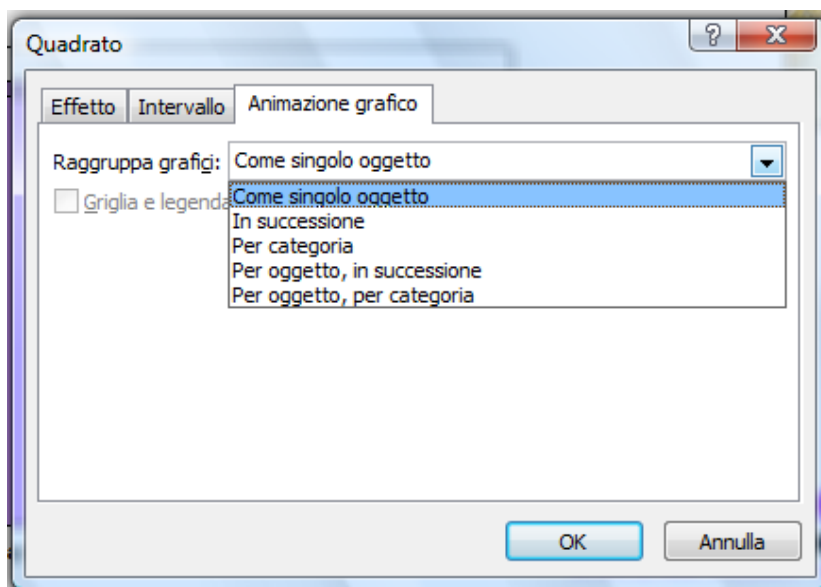 Quadrato
Effetto Intervallo Animazione grafico
Raggruppa grafici: Come singolo oggetto
Griglia e legenda
Come singolo oggetto
In successione
Per categoria
Per oggetto, in successione
Per oggetto, per categoria
OK Annulla